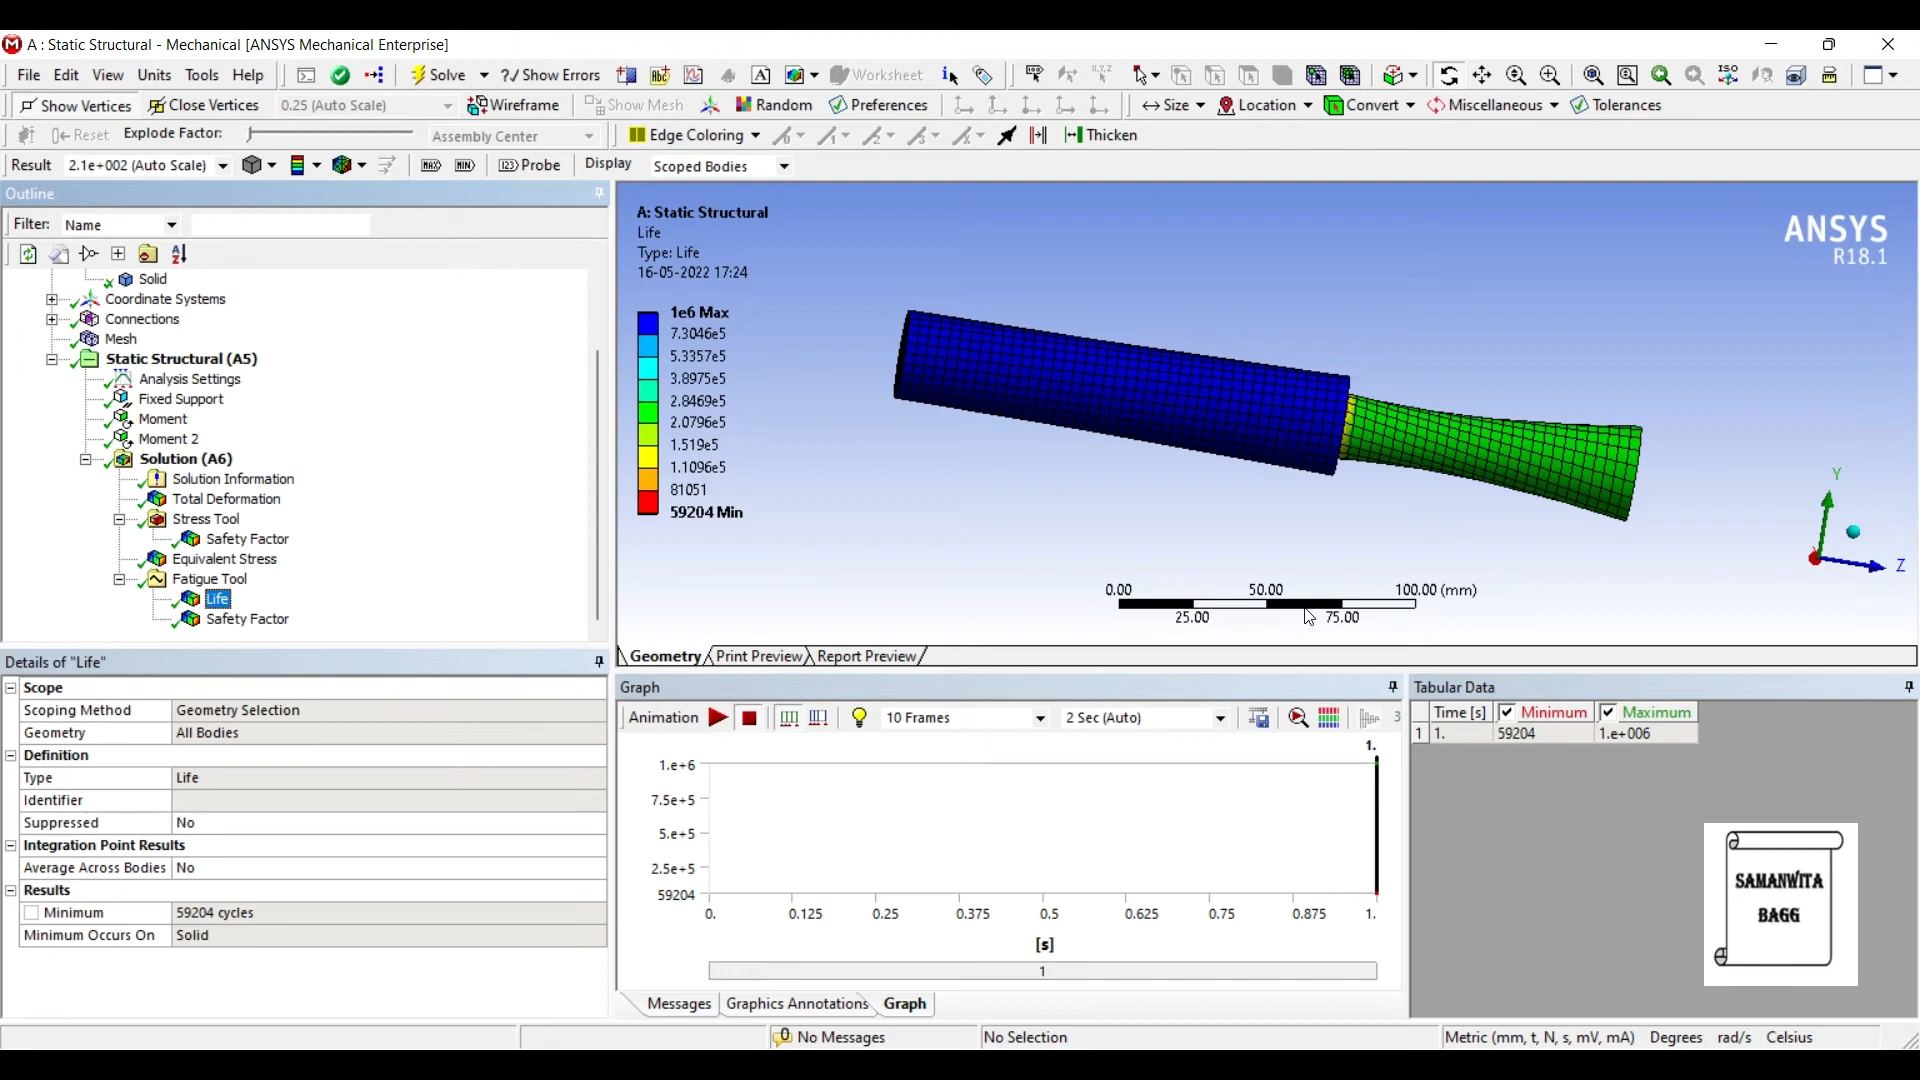 A : Static Structural - Mechanical [ANSYS Mechanical Enterprise]
File Edit View Units Tools Help Solve ?/ Show Errors Worksheet
Show Vertices Close Vertices 0.25 (Auto Scale) Wireframe Show Mesh Random Preferences Size Location Convert Miscellaneous Tolerances
Reset Explode Factor: Assembly Center Edge Coloring Thicken
Result 2.1e+002 (Auto Scale) MAX MIN Probe Display Scoped Bodies
Outline
Filter: Name
Solid
Coordinate Systems
Connections
Mesh
Static Structural (A5)
Analysis Settings
Fixed Support
Moment
Moment 2
Solution (A6)
Solution Information
Total Deformation
Stress Tool
Safety Factor
Equivalent Stress
Fatigue Tool
Life
Safety Factor
A: Static Structural
Life
Type: Life
16-05-2022 17:24
1e6 Max
7.3046e5
5.3357e5
3.8975e5
2.8469e5
2.0796e5
1.519e5
1.1096e5
81051
59204 Min
ANSYS
R18.1
Y
Z
0.00 50.00 100.00 (mm)
25.00 75.00
Geometry Print Preview Report Preview
Details of "Life"
Scope
Scoping Method Geometry Selection
Geometry All Bodies
Definition
Type Life
Identifier
Suppressed No
Integration Point Results
Average Across Bodies No
Results
Minimum 59204 cycles
Minimum Occurs On Solid
Graph
Animation 10 Frames 2 Sec (Auto) 3
1.
1.e+6
7.5e+5
5.e+5
2.5e+5
59204
0. 0.125 0.25 0.375 0.5 0.625 0.75 0.875 1.
[s]
1
Messages Graphics Annotations Graph
Tabular Data
Time [s] Minimum Maximum
1 1. 59204 1.e+006
SAMANWITA
BAGG
No Messages No Selection Metric (mm, t, N, s, mV, mA) Degrees rad/s Celsius